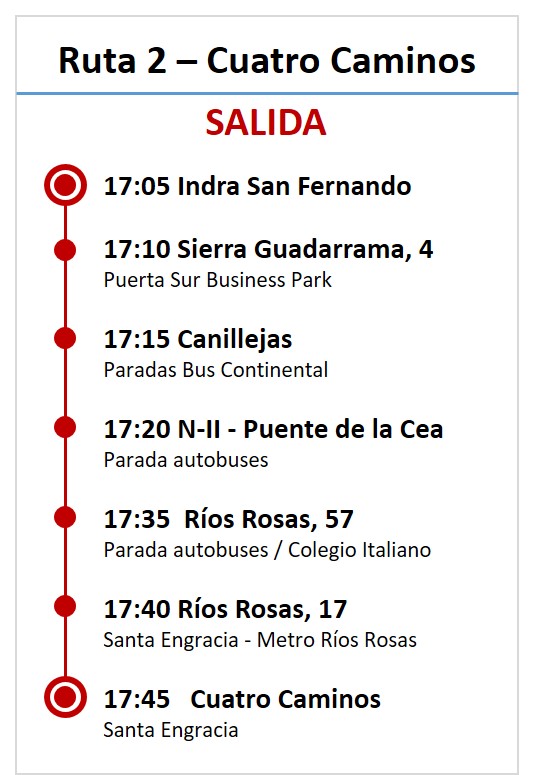 Ruta 2 – Cuatro Caminos
SALIDA
17:05 Indra San Fernando
17:10 Sierra Guadarrama, 4
Puerta Sur Business Park
17:15 Canillejas
Paradas Bus Continental
17:20 N-II - Puente de la Cea
Parada autobuses
17:35 Ríos Rosas, 57
Parada autobuses / Colegio Italiano
17:40 Ríos Rosas, 17
Santa Engracia - Metro Ríos Rosas
17:45 Cuatro Caminos
Santa Engracia